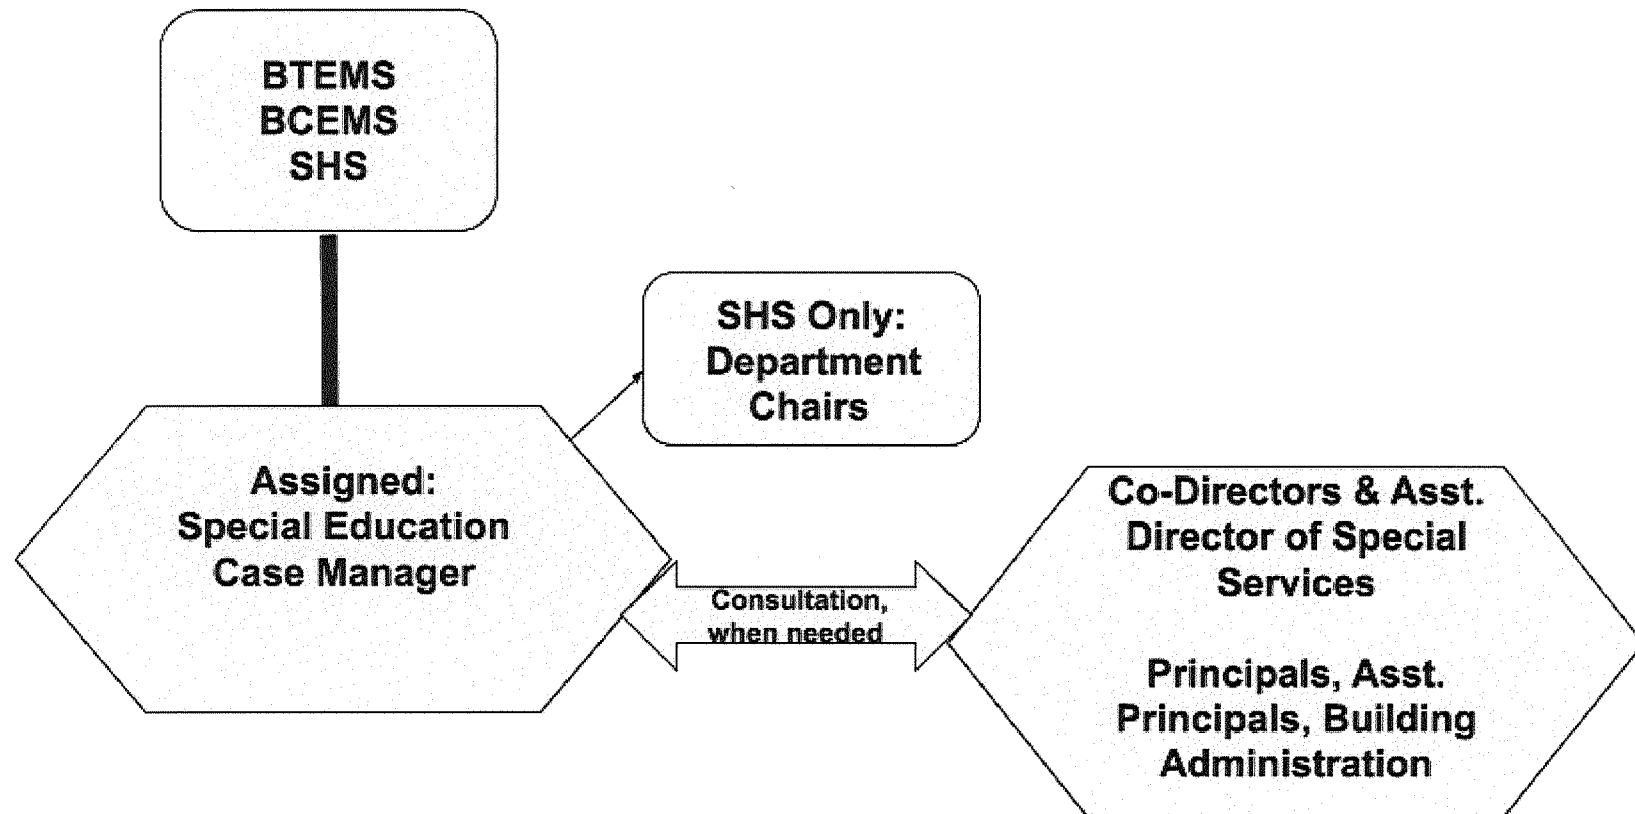 BTEMS
BCEMS
SHS
SHS Only:
Department
Chairs
Assigned:
Special Education
Case Manager
Consultation,
when needed
Co-Directors & Asst.
Director of Special
Services
Principals, Asst.
Principals, Building
Administration